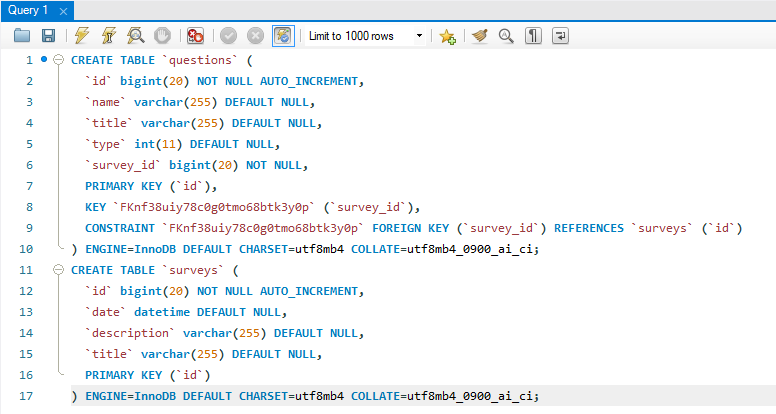 Query 1
Limit to 1000 rows
1 CREATE TABLE `questions` (
2 `id` bigint(20) NOT NULL AUTO_INCREMENT,
3 `name` varchar(255) DEFAULT NULL,
4 `title` varchar(255) DEFAULT NULL,
5 `type` int(11) DEFAULT NULL,
6 `survey_id` bigint(20) NOT NULL,
7 PRIMARY KEY (`id`),
8 KEY `FKnf38uiy78c0g0tmo68btk3y0p` (`survey_id`),
9 CONSTRAINT `FKnf38uiy78c0g0tmo68btk3y0p` FOREIGN KEY (`survey_id`) REFERENCES `surveys` (`id`)
10 ) ENGINE=InnoDB DEFAULT CHARSET=utf8mb4 COLLATE=utf8mb4_0900_ai_ci;
11 CREATE TABLE `surveys` (
12 `id` bigint(20) NOT NULL AUTO_INCREMENT,
13 `date` datetime DEFAULT NULL,
14 `description` varchar(255) DEFAULT NULL,
15 `title` varchar(255) DEFAULT NULL,
16 PRIMARY KEY (`id`)
17 ) ENGINE=InnoDB DEFAULT CHARSET=utf8mb4 COLLATE=utf8mb4_0900_ai_ci;